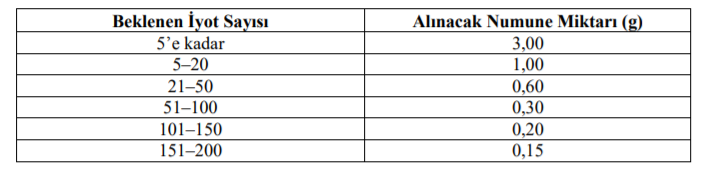 Beklenen İyot Sayısı Alınacak Numune Miktarı (g)
5’e kadar 3,00
5–20 1,00
21–50 0,60
51–100 0,30
101–150 0,20
151–200 0,15